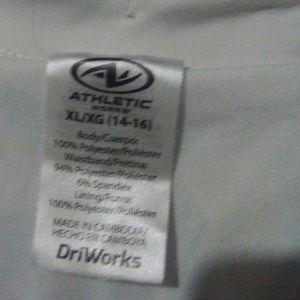 ATHLETIC
WORKS
XL/XG (14-16)
Body/Cuerpo:
100% Polyester/Poliéster
Waistband/Pretina:
94% Polyester/Poliéster
6% Spandex
Lining/Forro:
100% Polyester/Poliéster
MADE IN CAMBODIA/
HECHO EN CAMBOYA
DriWorks